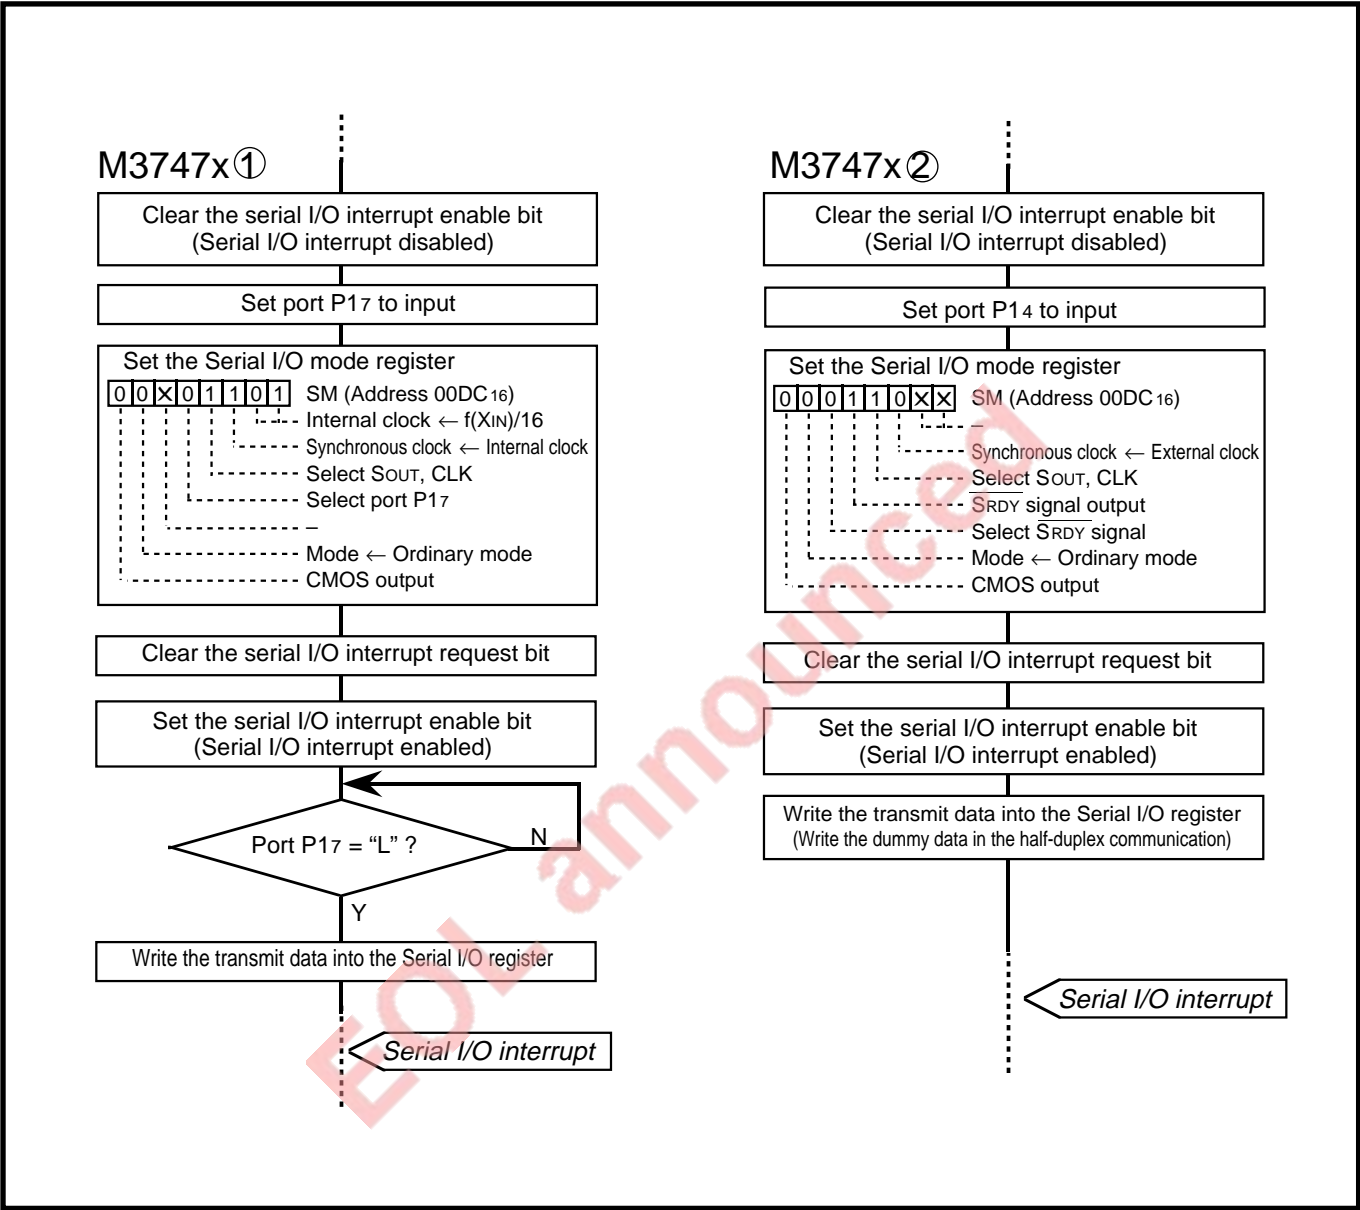 M3747x①
Clear the serial I/O interrupt enable bit
(Serial I/O interrupt disabled)
Set port P17 to input
Set the Serial I/O mode register
0 0 X 0 1 1 0 1 SM (Address 00DC16)
Internal clock ← f(XIN)/16
Synchronous clock ← Internal clock
Select SOUT, CLK
Select port P17
–
Mode ← Ordinary mode
CMOS output
Clear the serial I/O interrupt request bit
Set the serial I/O interrupt enable bit
(Serial I/O interrupt enabled)
Port P17 = “L” ?
N
Y
Write the transmit data into the Serial I/O register
Serial I/O interrupt
M3747x②
Clear the serial I/O interrupt enable bit
(Serial I/O interrupt disabled)
Set port P14 to input
Set the Serial I/O mode register
0 0 0 1 1 0 X X SM (Address 00DC16)
–
Synchronous clock ← External clock
Select SOUT, CLK
S̅R̅D̅Y̅ signal output
Select S̅R̅D̅Y̅ signal
Mode ← Ordinary mode
CMOS output
Clear the serial I/O interrupt request bit
Set the serial I/O interrupt enable bit
(Serial I/O interrupt enabled)
Write the transmit data into the Serial I/O register
(Write the dummy data in the half-duplex communication)
Serial I/O interrupt
EOL announced